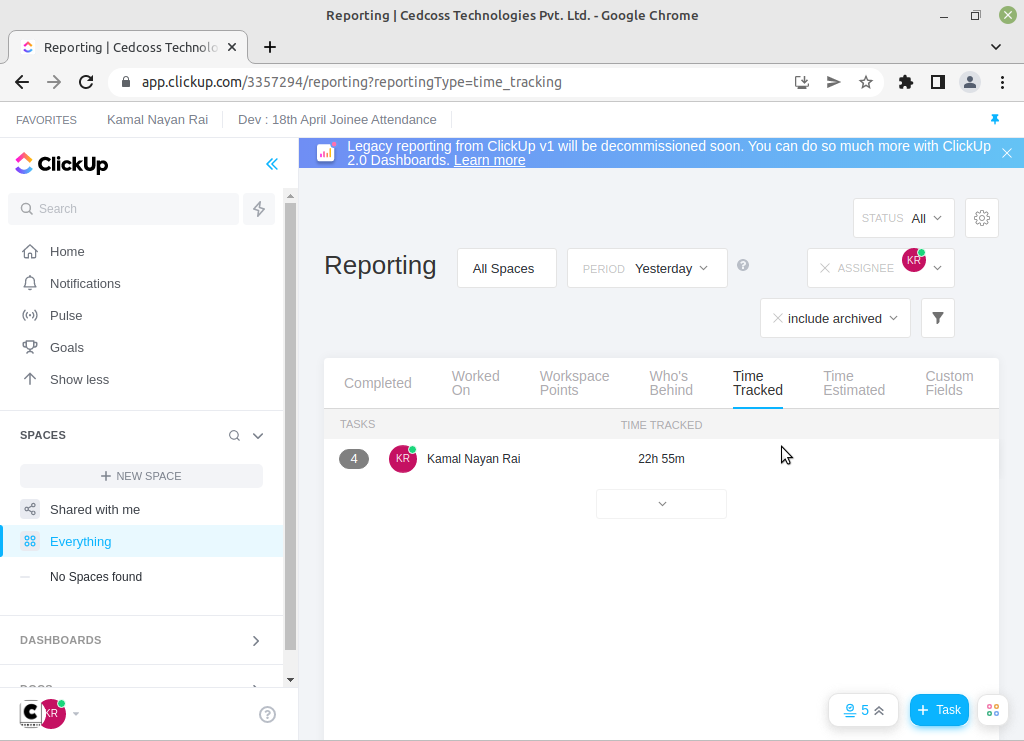 Reporting | Cedcoss Technologies Pvt. Ltd. - Google Chrome
Reporting | Cedcoss Technolo
app.clickup.com/3357294/reporting?reportingType=time_tracking
FAVORITES Kamal Nayan Rai Dev : 18th April Joinee Attendance
ClickUp
Search
Home
Notifications
Pulse
Goals
Show less
SPACES
NEW SPACE
Shared with me
Everything
No Spaces found
DASHBOARDS
KR
Legacy reporting from ClickUp v1 will be decommissioned soon. You can do so much more with ClickUp
2.0 Dashboards. Learn more
STATUS All
Reporting All Spaces PERIOD Yesterday ? ASSIGNEE KR
include archived
Completed
Worked
On
Workspace
Points
Who's
Behind
Time
Tracked
Time
Estimated
Custom
Fields
TASKS TIME TRACKED
4 KR Kamal Nayan Rai 22h 55m
5 + Task